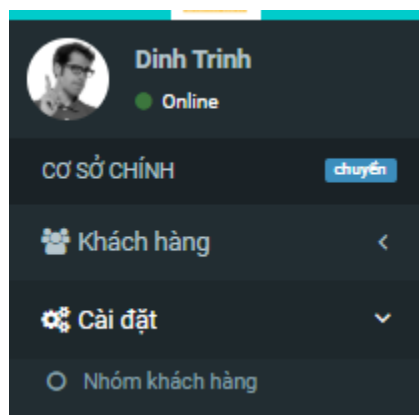 Dinh Trinh
Online
CƠ SỞ CHÍNH
chuyển
Khách hàng
Cài đặt
Nhóm khách hàng